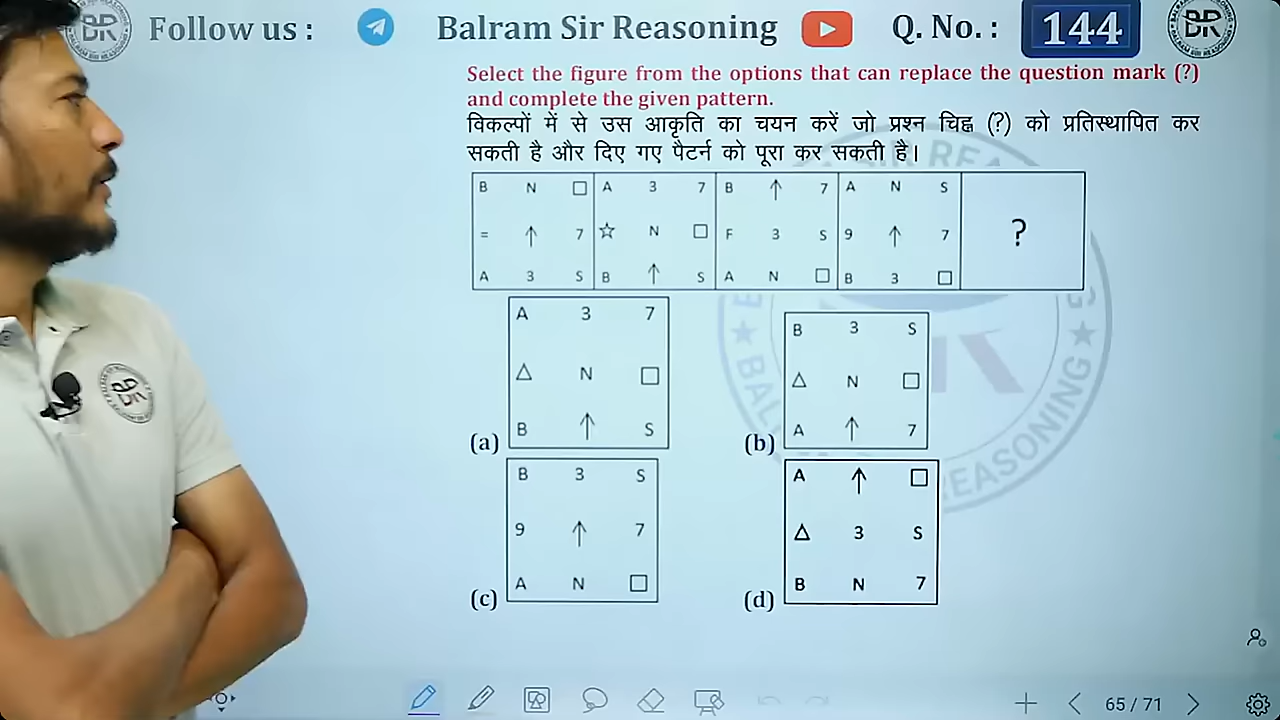 Follow us : Balram Sir Reasoning Q. No. : 144
Select the figure from the options that can replace the question mark (?)
and complete the given pattern.
विकल्पों में से उस आकृति का चयन करें जो प्रश्न चिह्न (?) को प्रतिस्थापित कर
सकती है और दिए गए पैटर्न को पूरा कर सकती है।
B N □ A 3 7 B ↑ 7 A N S
= ↑ 7 ☆ N □ F 3 S 9 ↑ 7 ?
A 3 S B ↑ S A N □ B 3 □
A 3 7
△ N □
(a) B ↑ S
B 3 S
△ N □
(b) A ↑ 7
B 3 S
9 ↑ 7
(c) A N □
A ↑ □
△ 3 S
(d) B N 7
65 / 71